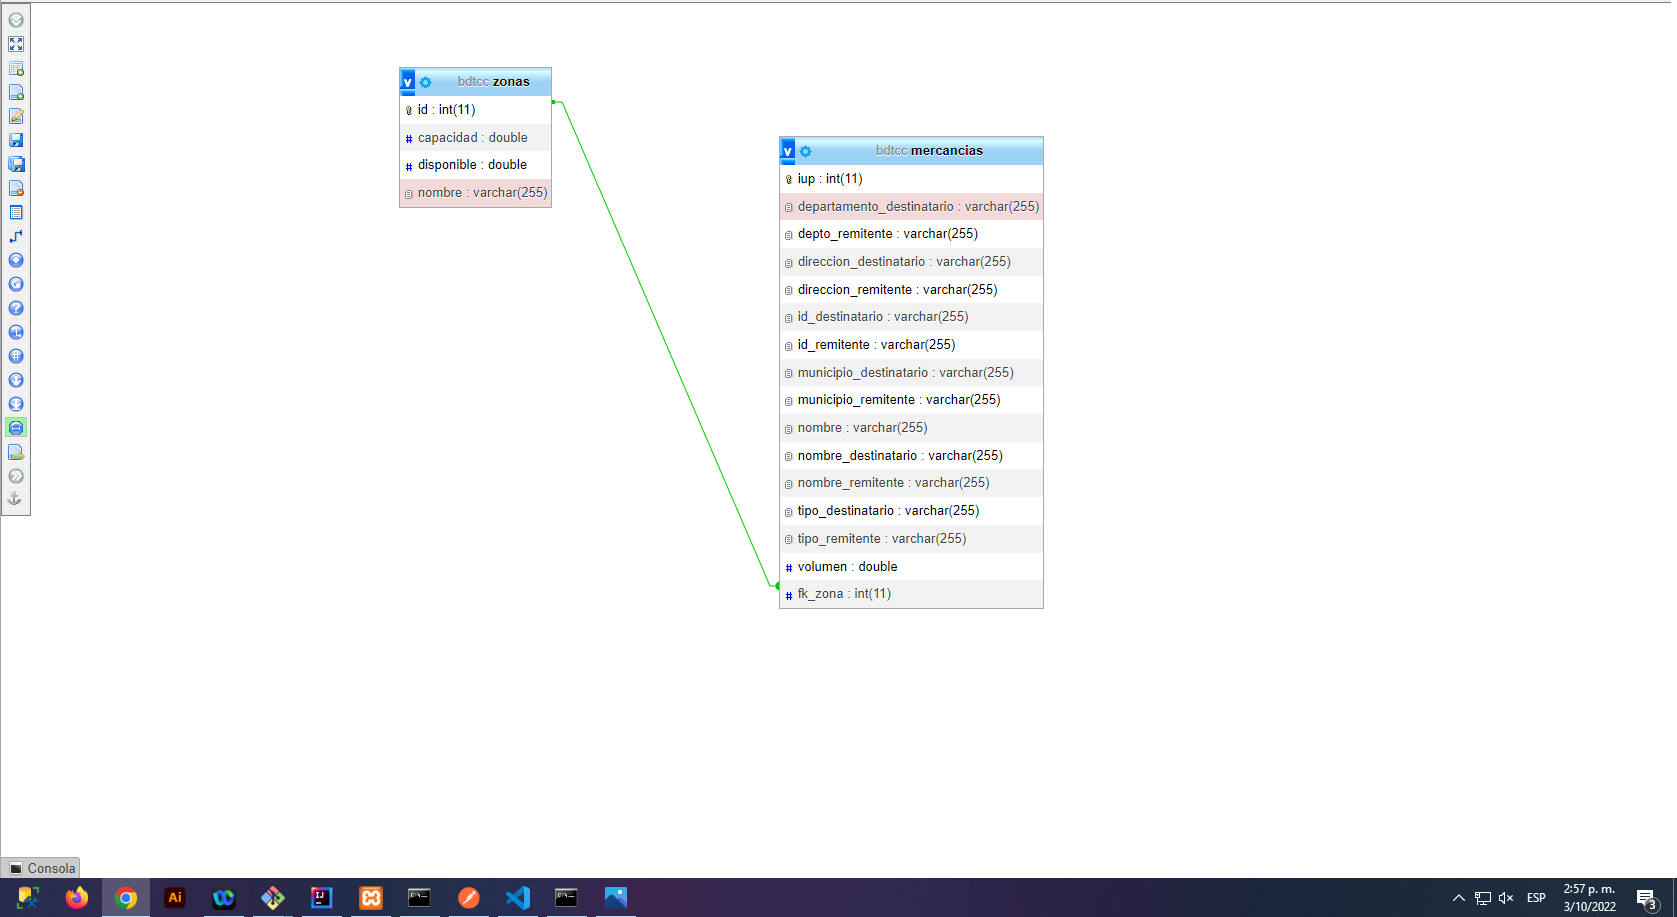 v bdtcc zonas
id : int(11)
# capacidad : double
# disponible : double
nombre : varchar(255)
v bdtcc mercancias
iup : int(11)
departamento_destinatario : varchar(255)
depto_remitente : varchar(255)
direccion_destinatario : varchar(255)
direccion_remitente : varchar(255)
id_destinatario : varchar(255)
id_remitente : varchar(255)
municipio_destinatario : varchar(255)
municipio_remitente : varchar(255)
nombre : varchar(255)
nombre_destinatario : varchar(255)
nombre_remitente : varchar(255)
tipo_destinatario : varchar(255)
tipo_remitente : varchar(255)
# volumen : double
# fk_zona : int(11)
Consola
Ai
IJ
ESP
2:57 p. m.
3/10/2022
3